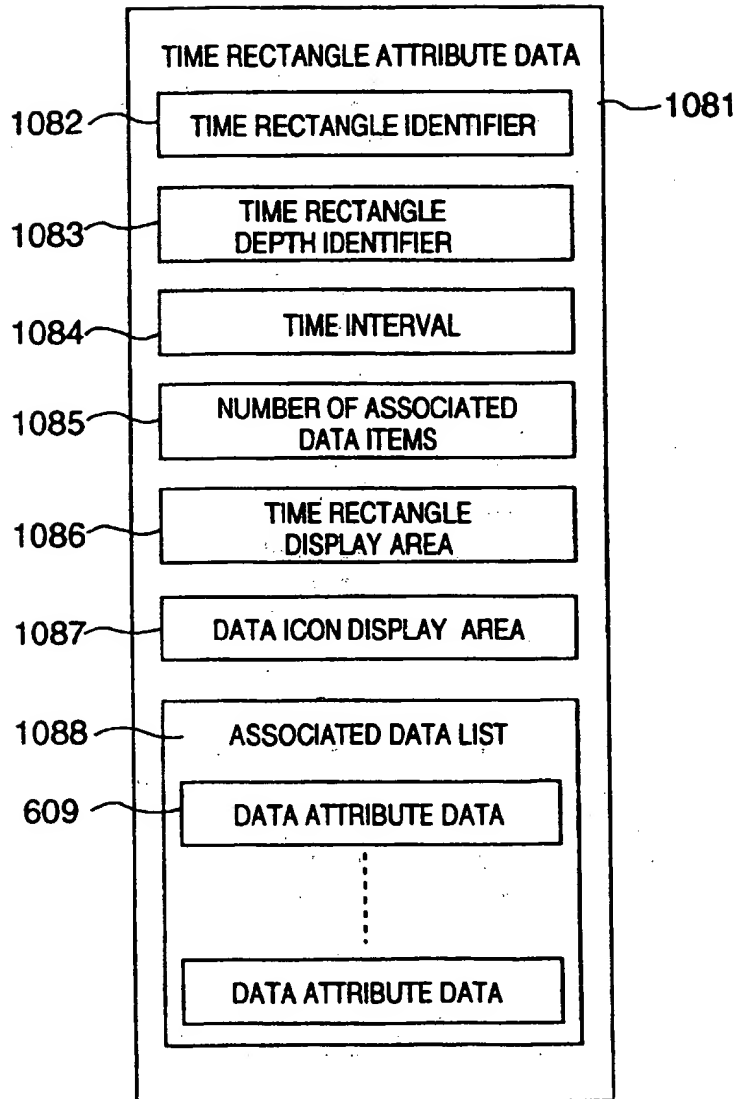 TIME RECTANGLE ATTRIBUTE DATA
1081
1082
TIME RECTANGLE IDENTIFIER
1083
TIME RECTANGLE
DEPTH IDENTIFIER
1084
TIME INTERVAL
1085
NUMBER OF ASSOCIATED
DATA ITEMS
1086
TIME RECTANGLE
DISPLAY AREA
1087
DATA ICON DISPLAY AREA
1088
ASSOCIATED DATA LIST
609
DATA ATTRIBUTE DATA
DATA ATTRIBUTE DATA